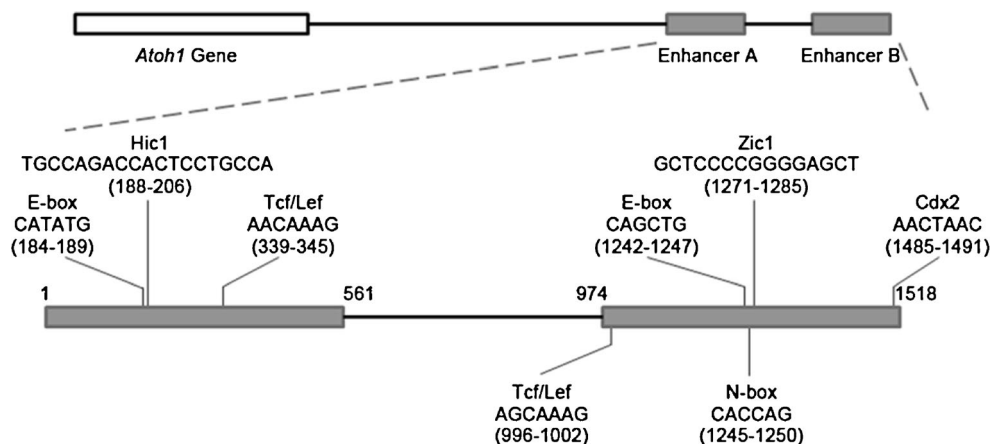 Atoh1 Gene
Enhancer A
Enhancer B
Hic1
TGCCAGACCACTCCTGCCA
(188-206)
Zic1
GCTCCCCGGGGAGCT
(1271-1285)
E-box
CATATG
(184-189)
Tcf/Lef
AACAAAG
(339-345)
E-box
CAGCTG
(1242-1247)
Cdx2
AACTAAC
(1485-1491)
1
561
974
1518
Tcf/Lef
AGCAAAG
(996-1002)
N-box
CACCAG
(1245-1250)